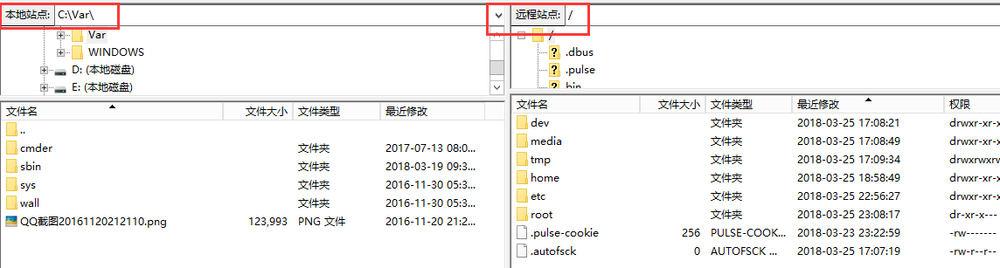 本地站点: C:\Var\
Var
WINDOWS
D: (本地磁盘)
E: (本地磁盘)
文件名 文件大小 文件类型 最近修改
..
cmder 文件夹 2017-07-13 08:0...
sbin 文件夹 2018-03-19 09:3...
sys 文件夹 2016-11-30 05:3...
wall 文件夹 2016-11-30 05:3...
QQ截图20161120212110.png 123,993 PNG 文件 2016-11-20 21:2...
远程站点: /
/
.dbus
.pulse
bin
文件名 文件大小 文件类型 最近修改 权限
dev 文件夹 2018-03-25 17:08:21 drwxr-xr-x
media 文件夹 2018-03-25 17:08:49 drwxr-xr-x
tmp 文件夹 2018-03-25 17:09:34 drwxrwxrw
home 文件夹 2018-03-25 18:58:49 drwxr-xr-x
etc 文件夹 2018-03-25 22:56:27 drwxr-xr-x
root 文件夹 2018-03-25 23:08:17 dr-xr-x---
.pulse-cookie 256 PULSE-COOK... 2018-03-23 23:22:59 -rw-------
.autofsck 0 AUTOFSCK ... 2018-03-25 17:07:19 -rw-r--r--